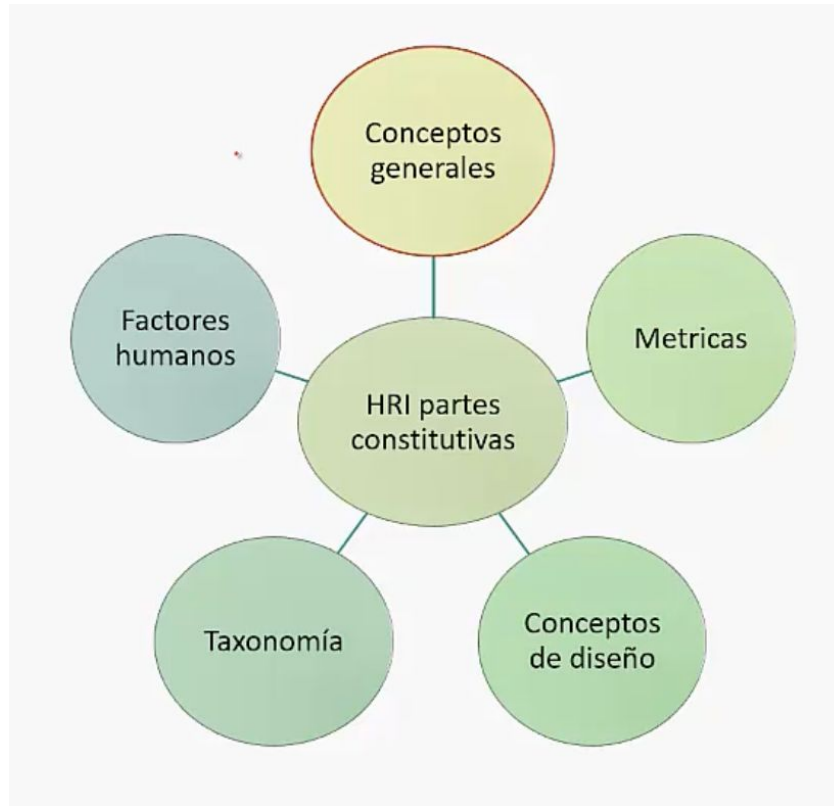 Conceptos
generales
Factores
humanos
Metricas
HRI partes
constitutivas
Taxonomía
Conceptos
de diseño